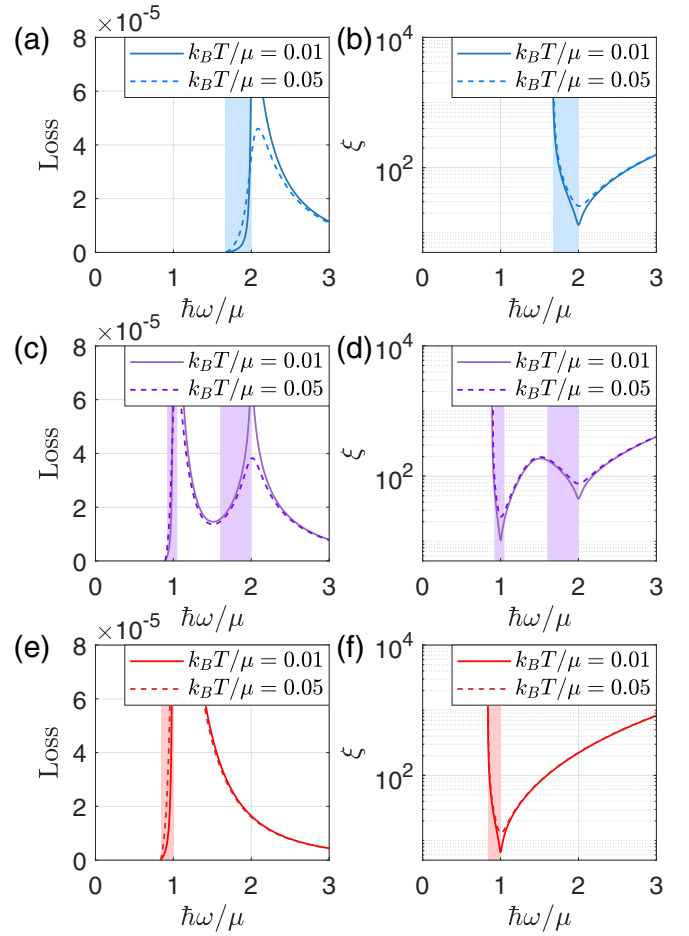 (a)
×10⁻⁵
8
6
4
2
0
Loss
k_BT/μ = 0.01
k_BT/μ = 0.05
0 1 2 3
ħω/μ
(b)
10⁴
10²
ξ
k_BT/μ = 0.01
k_BT/μ = 0.05
0 1 2 3
ħω/μ
(c)
×10⁻⁵
8
6
4
2
0
Loss
k_BT/μ = 0.01
k_BT/μ = 0.05
0 1 2 3
ħω/μ
(d)
10⁴
10²
ξ
k_BT/μ = 0.01
k_BT/μ = 0.05
0 1 2 3
ħω/μ
(e)
×10⁻⁵
8
6
4
2
0
Loss
k_BT/μ = 0.01
k_BT/μ = 0.05
0 1 2 3
ħω/μ
(f)
10⁴
10²
ξ
k_BT/μ = 0.01
k_BT/μ = 0.05
0 1 2 3
ħω/μ